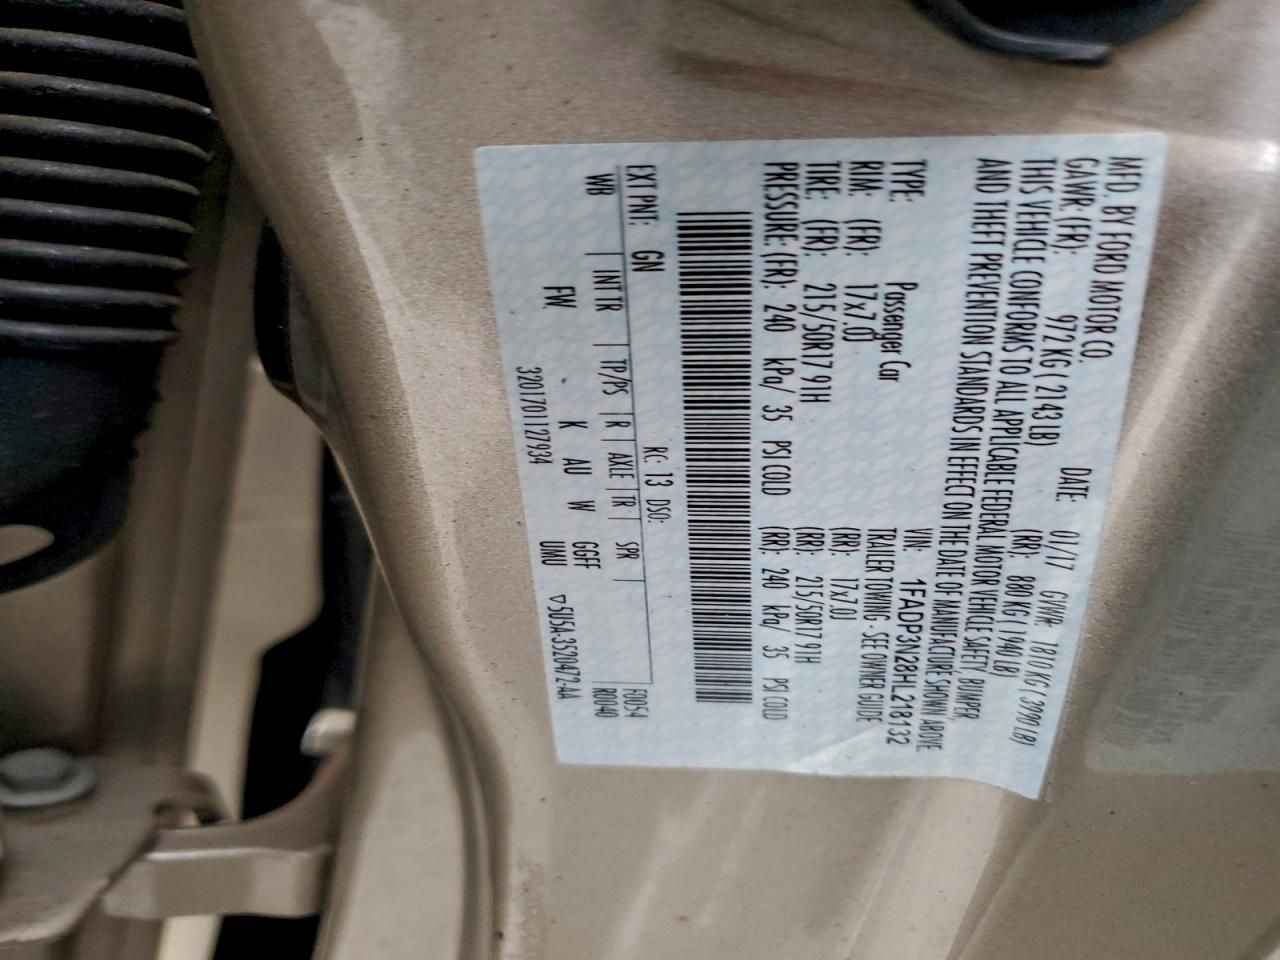 MFD. BY FORD MOTOR CO.
DATE: 01/17 GVWR: 1810 KG / 3990 LB)
GAWR: (FR): 972 KG ( 2143LB) (RR): 880 KG ( 1940 LB)
THIS VEHICLE CONFORMS TO ALL APPLICABLE FEDERAL MOTOR VEHICLE SAFETY, BUMPER,
AND THEFT PREVENTION STANDARDS IN EFFECT ON THE DATE OF MANUFACTURE SHOWN ABOVE.
VIN: 1FADP3N28HL218132
TYPE: Passenger Car TRAILER TOWING - SEE OWNER GUIDE
RIM: (FR): 17x7.0J (RR): 17x7.0J
TIRE: (FR): 215/50R17 91H (RR): 215/50R17 91H
PRESSURE: (FR): 240 kPa/ 35 PSI COLD (RR): 240 kPa/ 35 PSI COLD
EXT PNT: GN RC: 13 DSO: F0054
WB INT TR TP/PS R AXLE TR SPR R0040
FW K AU W GGFF
3201701127934 UMU ▽5U5A-3520472-AA